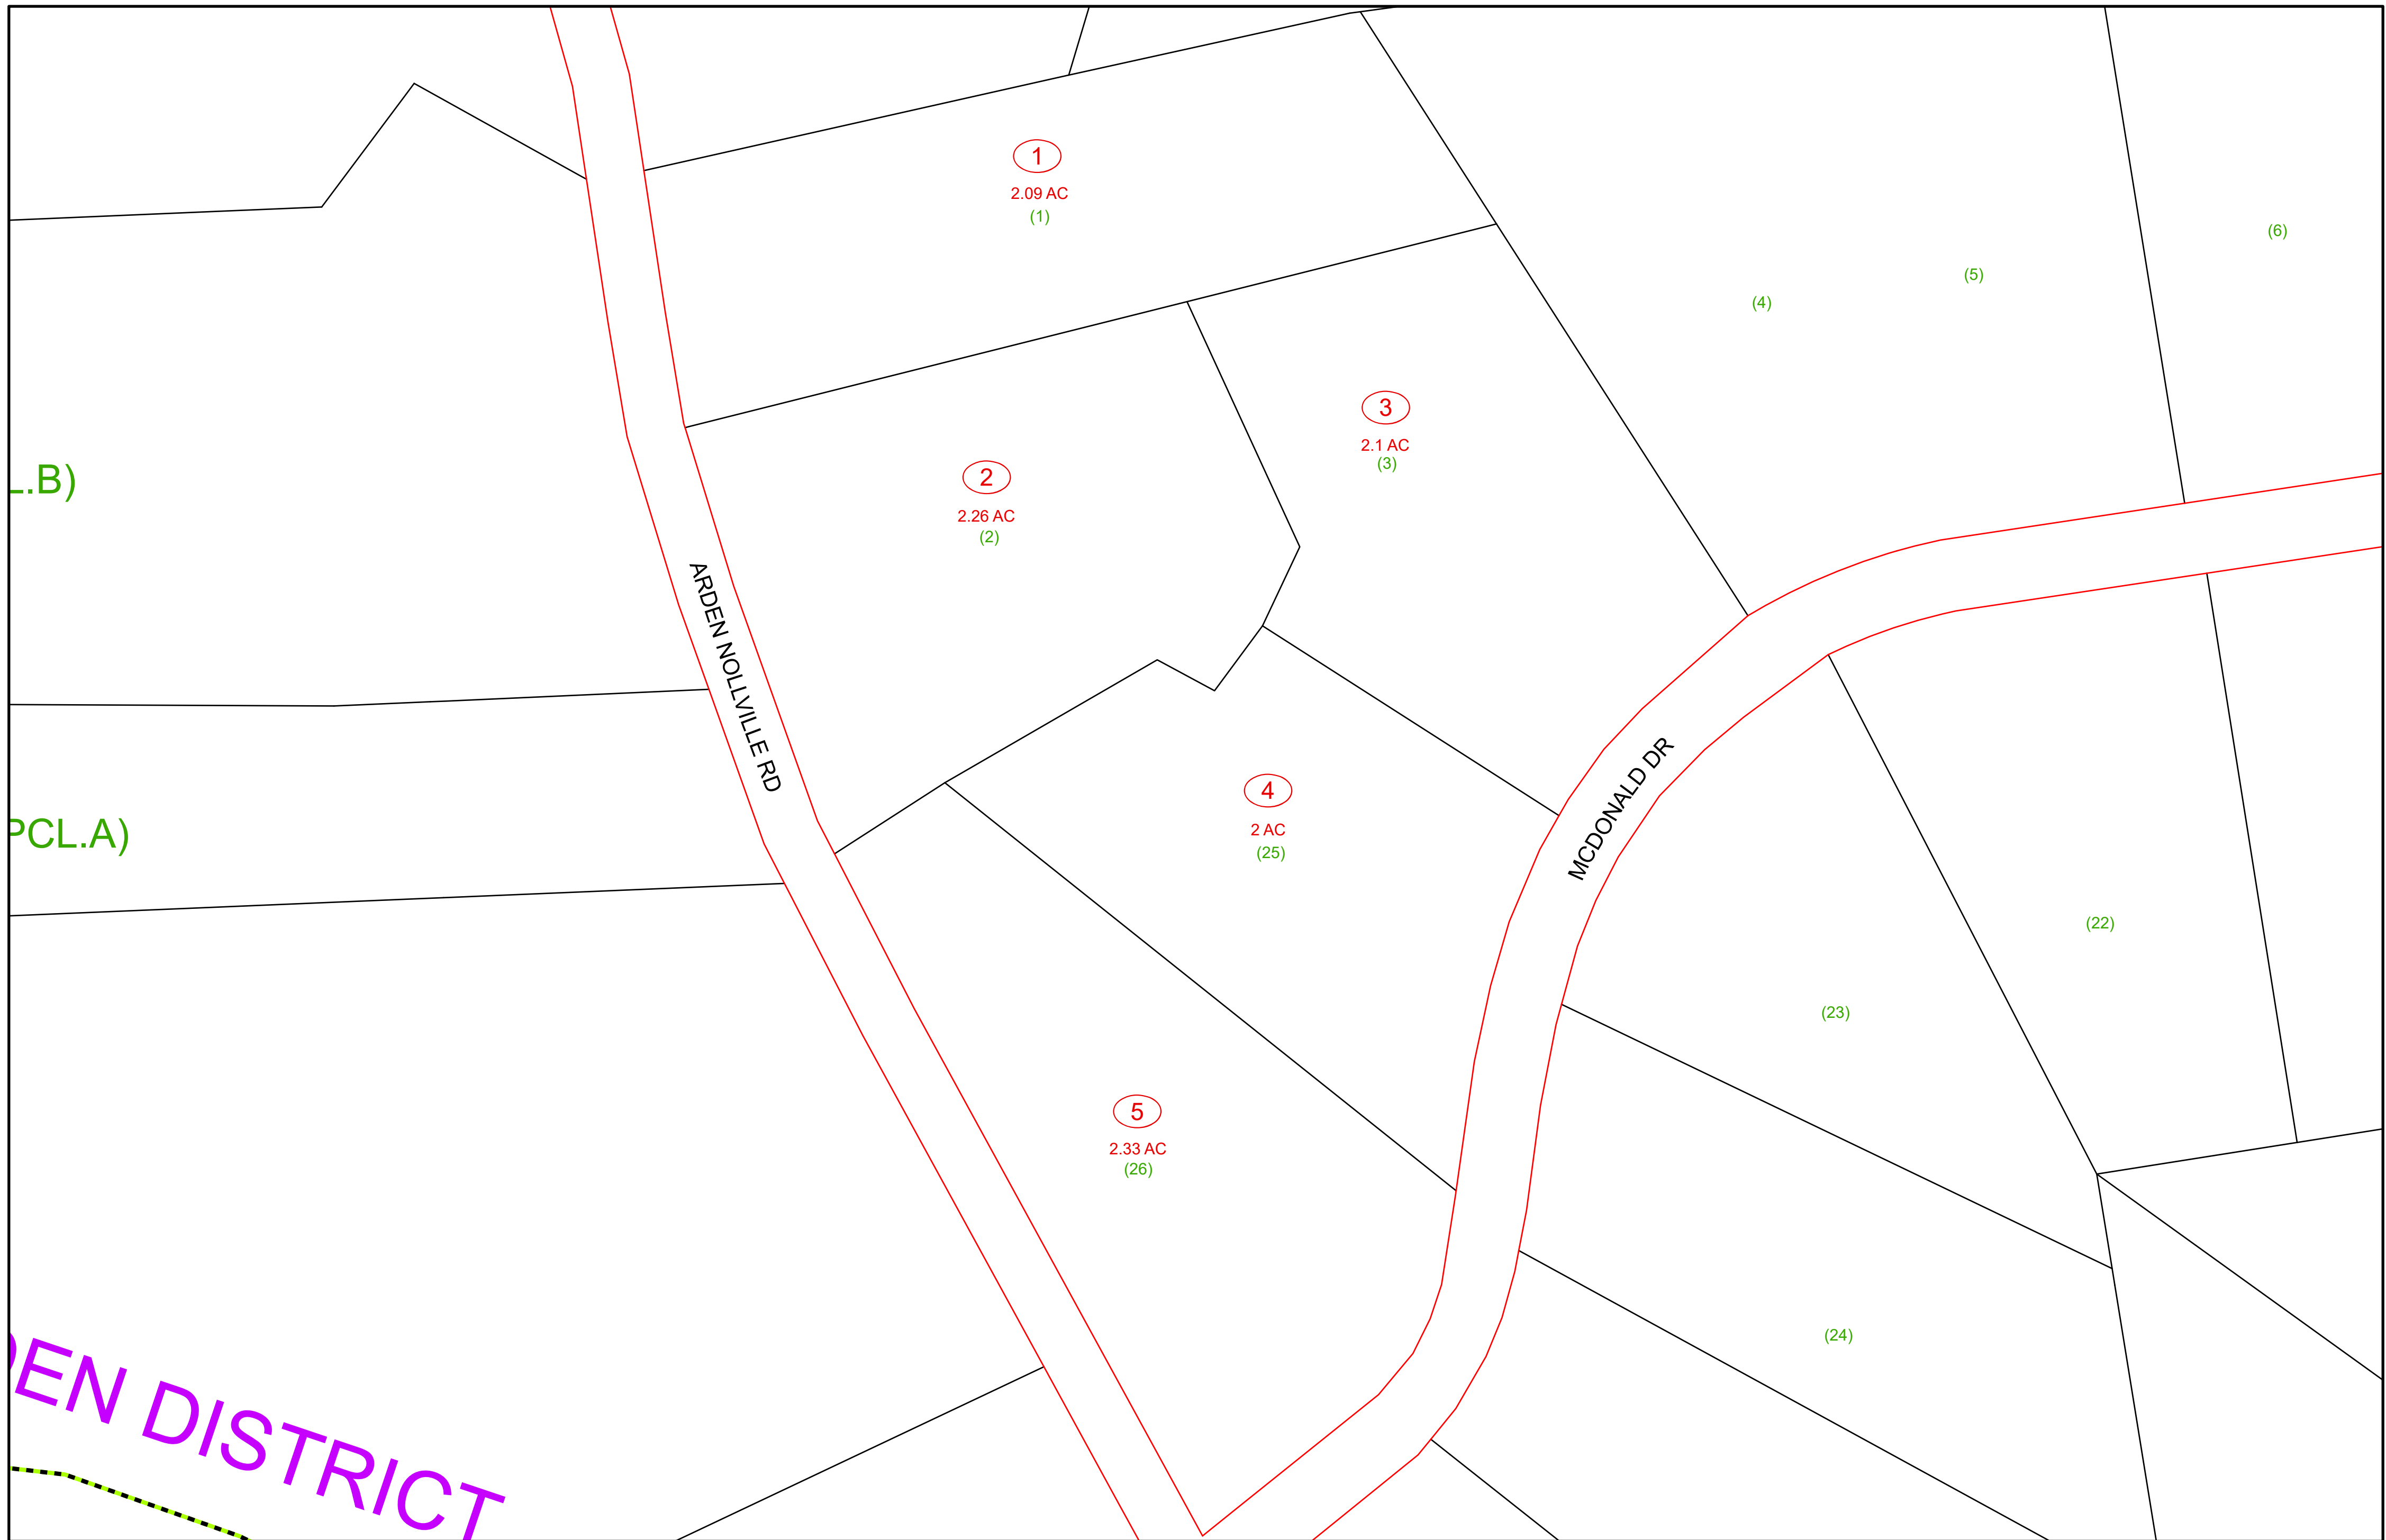 1
2.09 AC
(1)
(6)
(5)
(4)
3
2.1 AC
(3)
L.B)
2
2.26 AC
(2)
ARDEN NOLLVILLE RD
MCDONALD DR
4
2 AC
(25)
PCL.A)
(22)
(23)
5
2.33 AC
(26)
(24)
DEN DISTRICT